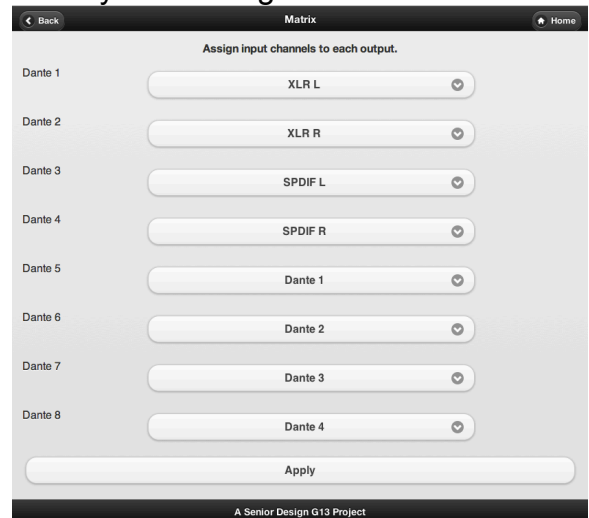 Back Matrix Home
Assign input channels to each output.
Dante 1 XLR L
Dante 2 XLR R
Dante 3 SPDIF L
Dante 4 SPDIF R
Dante 5 Dante 1
Dante 6 Dante 2
Dante 7 Dante 3
Dante 8 Dante 4
Apply
A Senior Design G13 Project